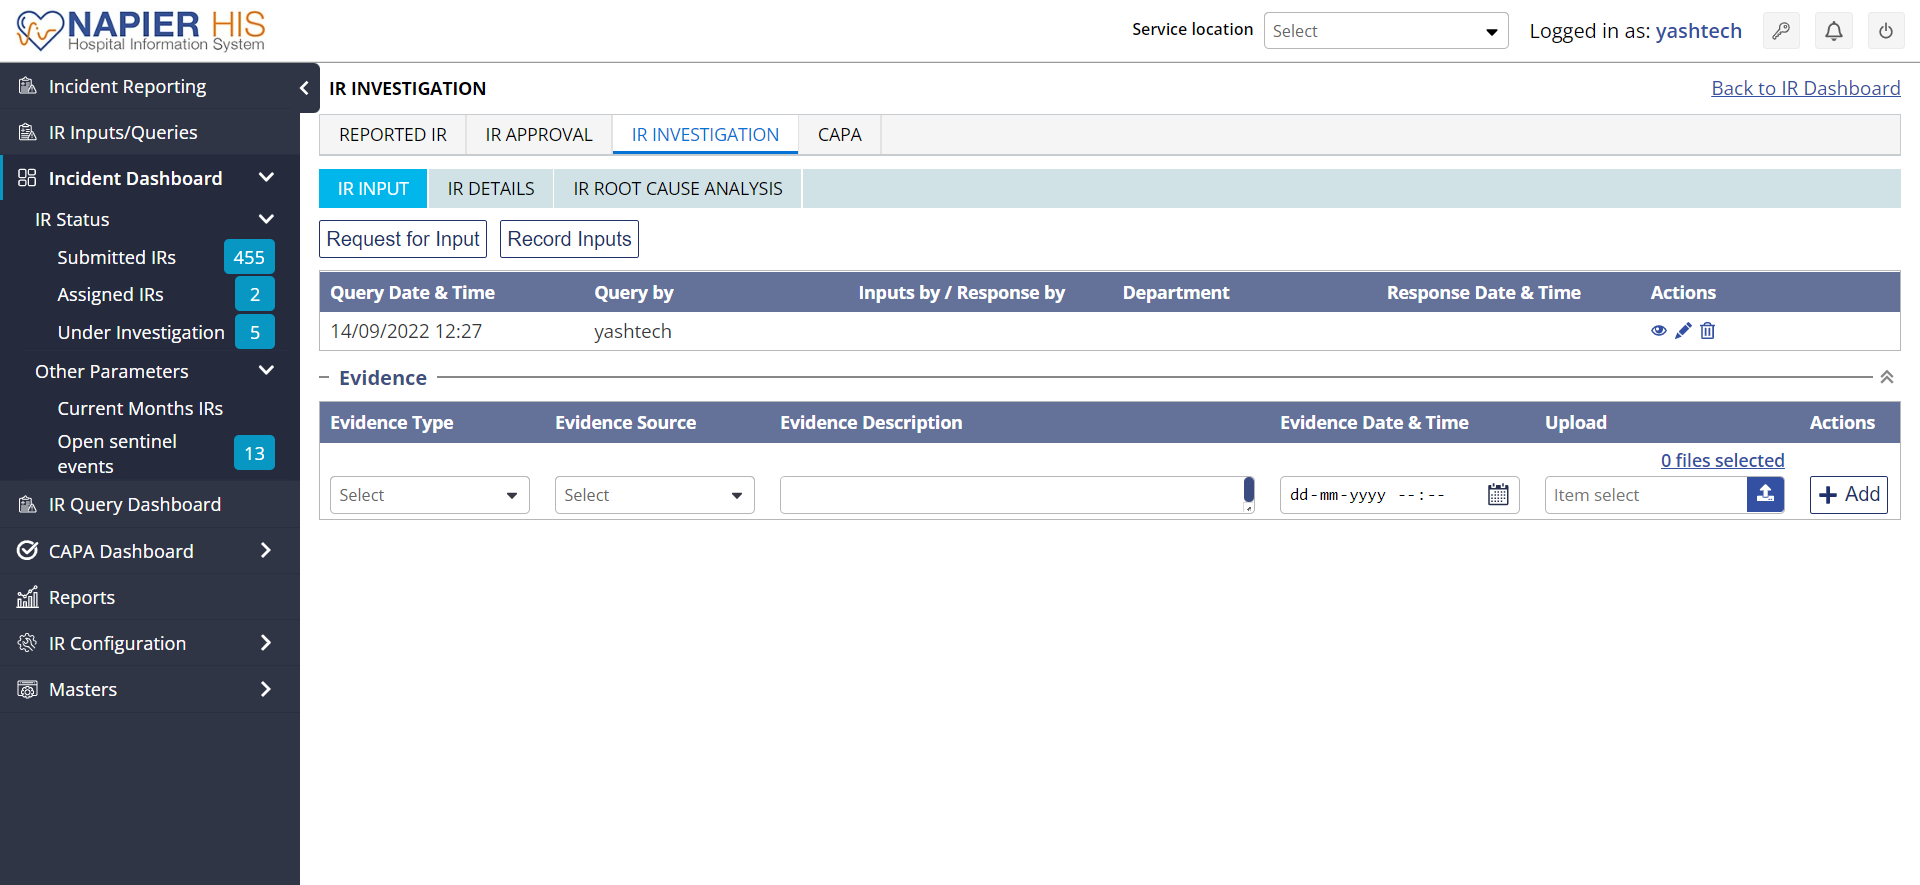 NAPIER HIS
Hospital Information System
Service location
Select
Logged in as: yashtech
Incident Reporting
IR Inputs/Queries
Incident Dashboard
IR Status
Submitted IRs 455
Assigned IRs 2
Under Investigation 5
Other Parameters
Current Months IRs
Open sentinel
events
13
IR Query Dashboard
CAPA Dashboard
Reports
IR Configuration
Masters
IR INVESTIGATION
Back to IR Dashboard
REPORTED IR IR APPROVAL IR INVESTIGATION CAPA
IR INPUT IR DETAILS IR ROOT CAUSE ANALYSIS
Request for Input Record Inputs
Query Date & Time Query by Inputs by / Response by Department Response Date & Time Actions
14/09/2022 12:27 yashtech
Evidence
Evidence Type Evidence Source Evidence Description Evidence Date & Time Upload Actions
0 files selected
Select Select dd-mm-yyyy --:-- Item select Add